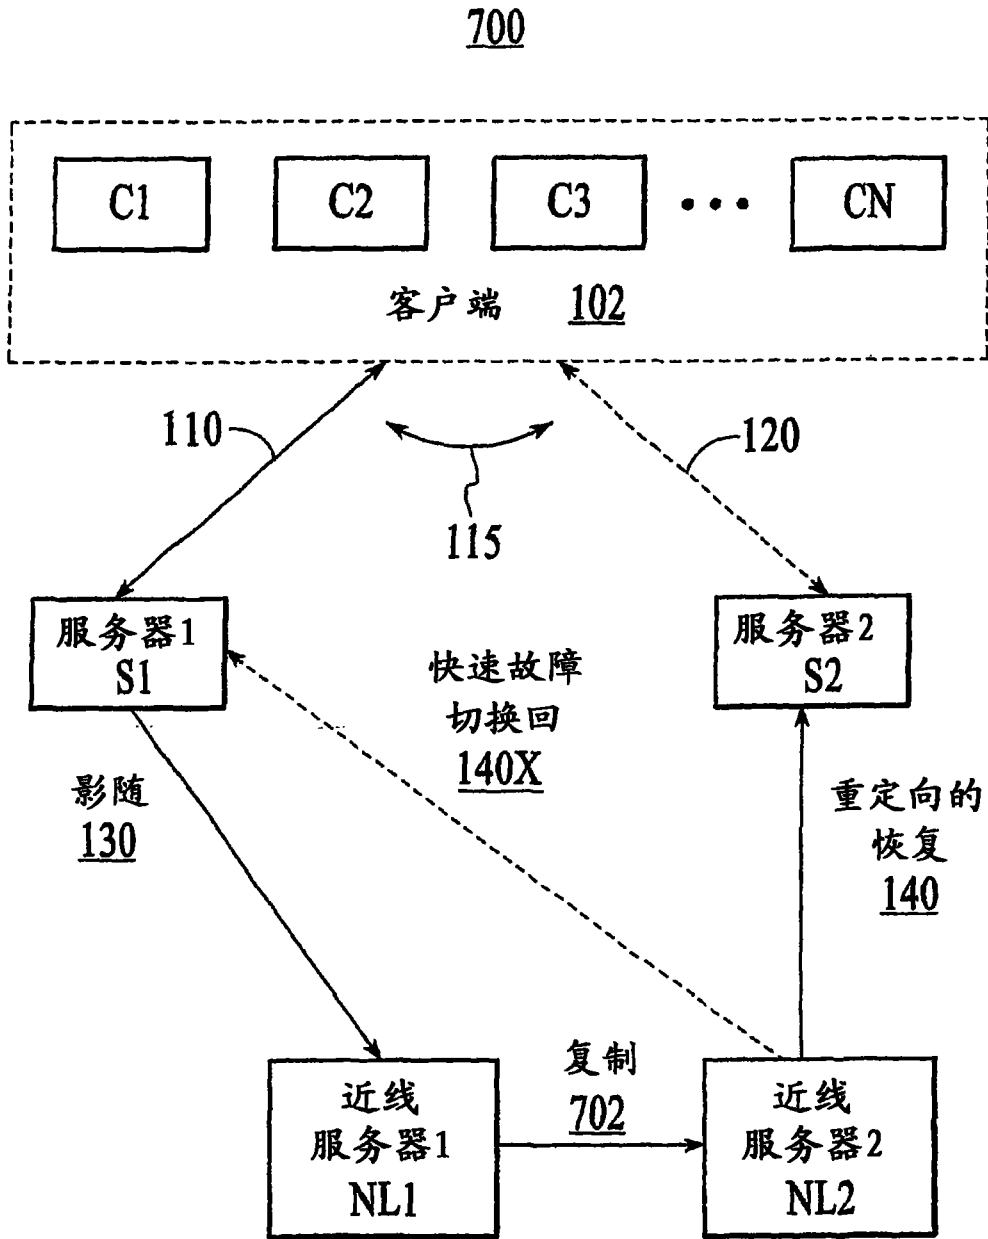 700
C1
C2
C3
CN
客户端 102
110
115
120
服务器1
S1
服务器2
S2
快速故障
切换回
140X
影随
130
重定向的
恢复
140
复制
702
近线
服务器1
NL1
近线
服务器2
NL2